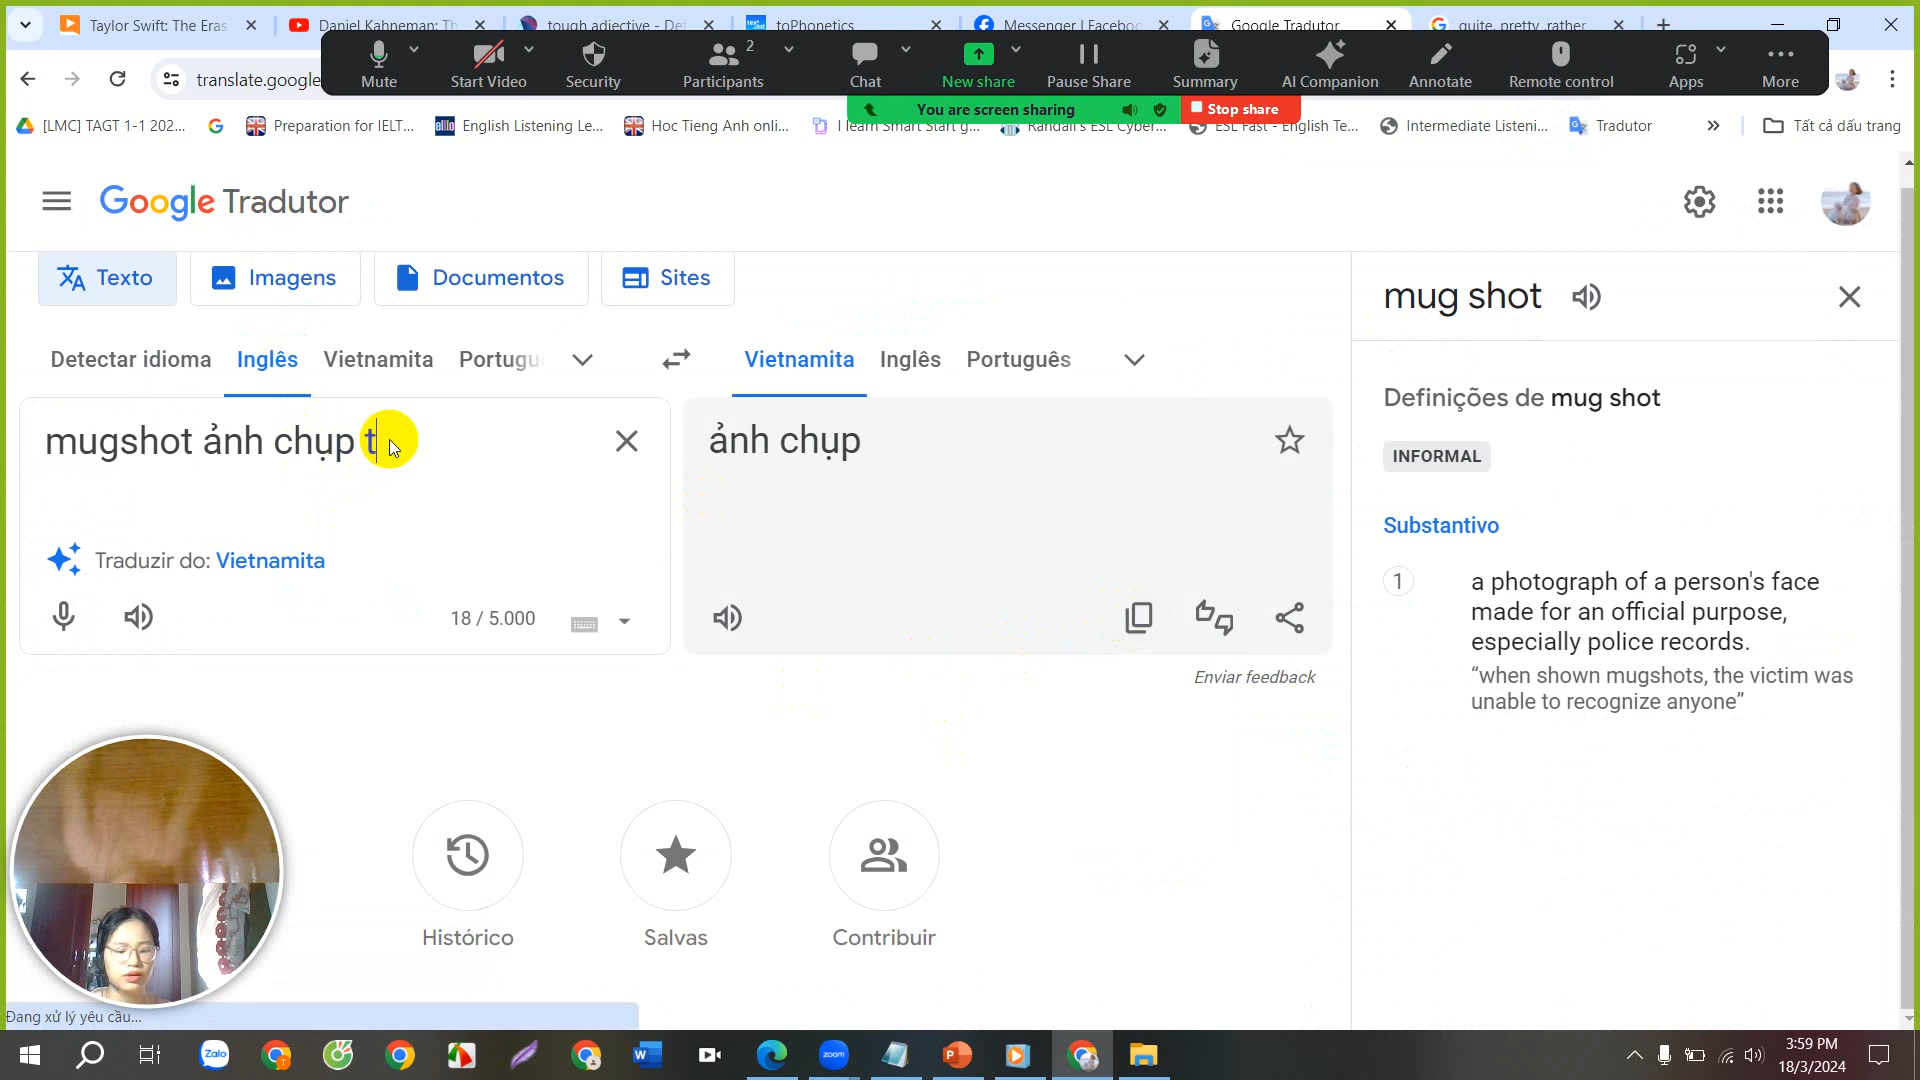 Taylor Swift: The Eras
Daniel Kahneman: Th
tough adjective - Def
toPhonetics
Messenger | Faceboo
Google Tradutor
quite, pretty ,rather
Mute
Start Video
Security
2
Participants
Chat
New share
Pause Share
Summary
AI Companion
Annotate
Remote control
Apps
More
translate.google
You are screen sharing
Stop share
[LMC] TAGT 1-1 202...
Preparation for IELT...
English Listening Le...
Hoc Tieng Anh onli...
I learn Smart Start g...
Randall's ESL Cyber...
ESL Fast - English Te...
Intermediate Listeni...
Tradutor
Tất cả dấu trang
Google Tradutor
Texto
Imagens
Documentos
Sites
mug shot
Detectar idioma
Inglês
Vietnamita
Portugu
Vietnamita
Inglês
Português
Definições de mug shot
mugshot ảnh chụp t
ảnh chụp
INFORMAL
Substantivo
Traduzir do: Vietnamita
1
a photograph of a person's face
made for an official purpose,
especially police records.
18 / 5.000
Enviar feedback
“when shown mugshots, the victim was
unable to recognize anyone”
Histórico
Salvas
Contribuir
Đang xử lý yêu cầu...
Zalo
zoom
3:59 PM
18/3/2024